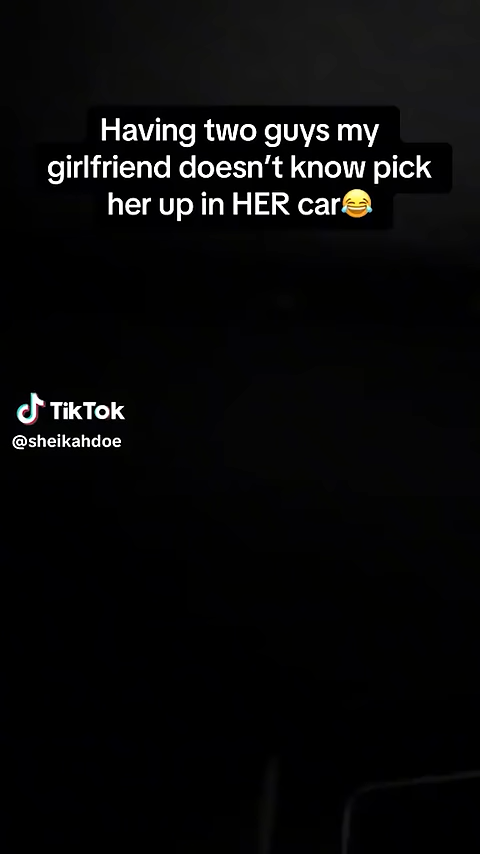 Having two guys my
girlfriend doesn’t know pick
her up in HER car😂
TikTok
@sheikahdoe